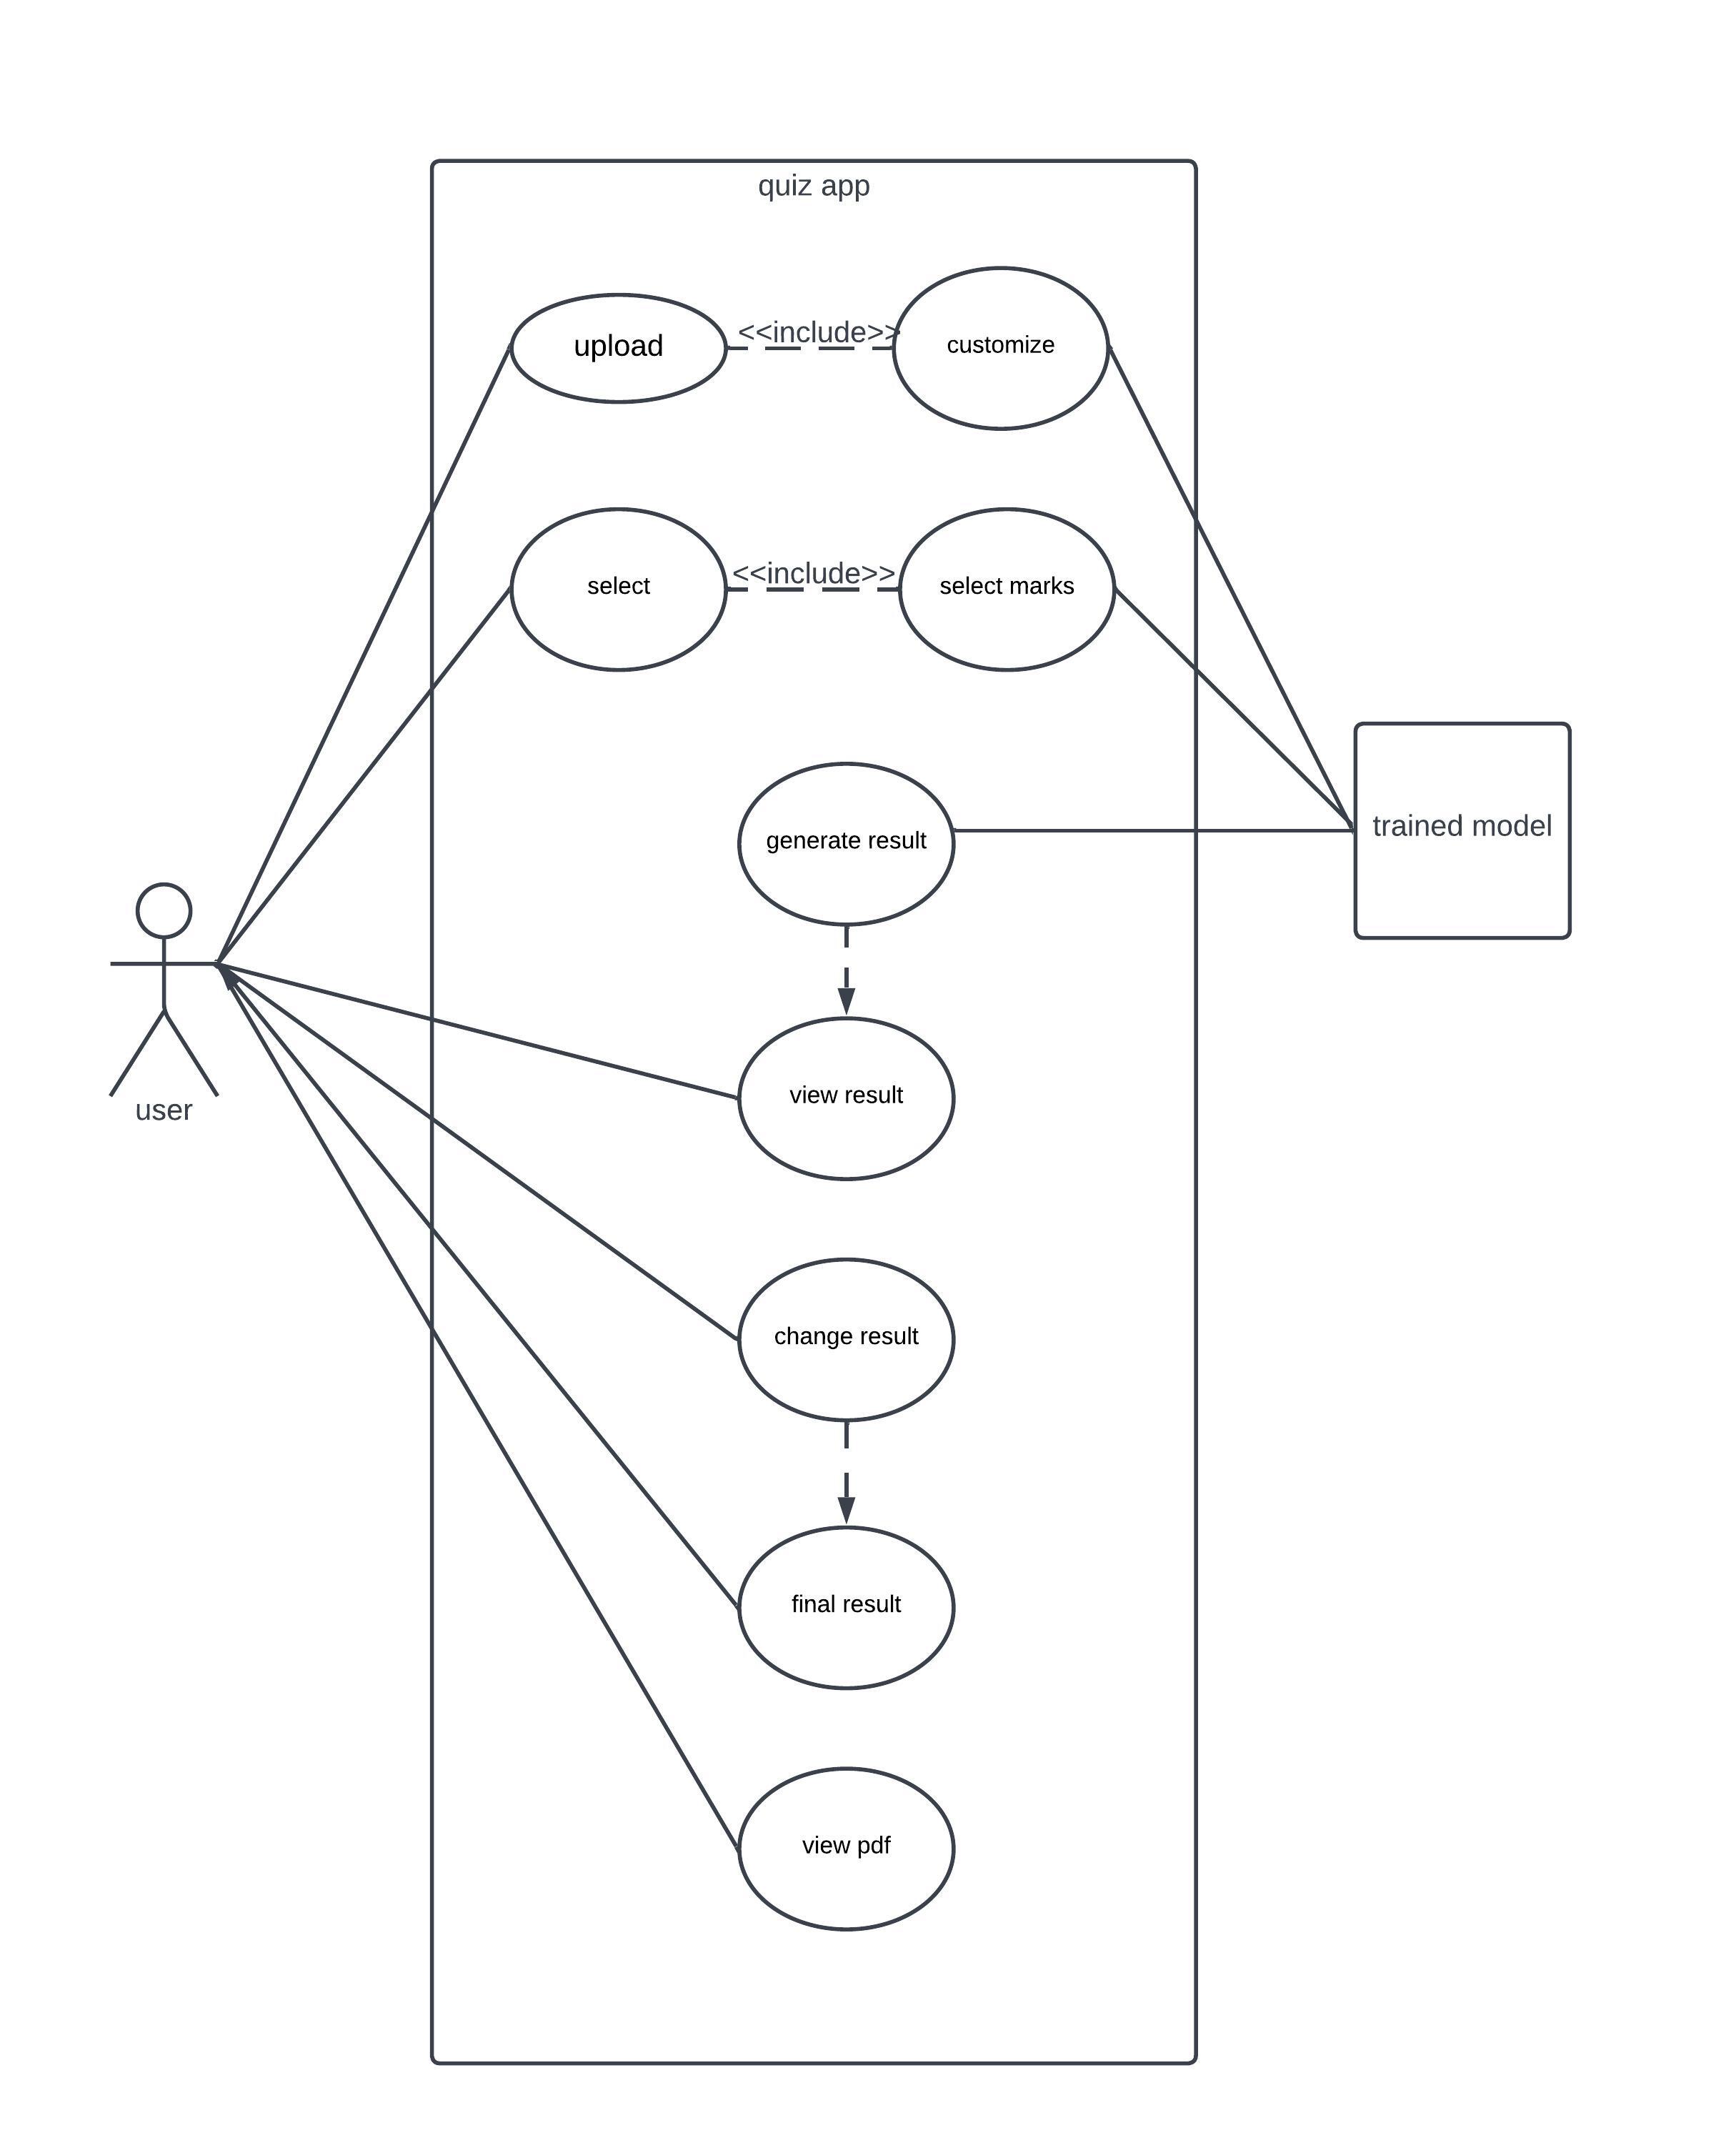 quiz app
upload
<<include>>
customize
select
<<include>>
select marks
generate result
trained model
user
view result
change result
final result
view pdf